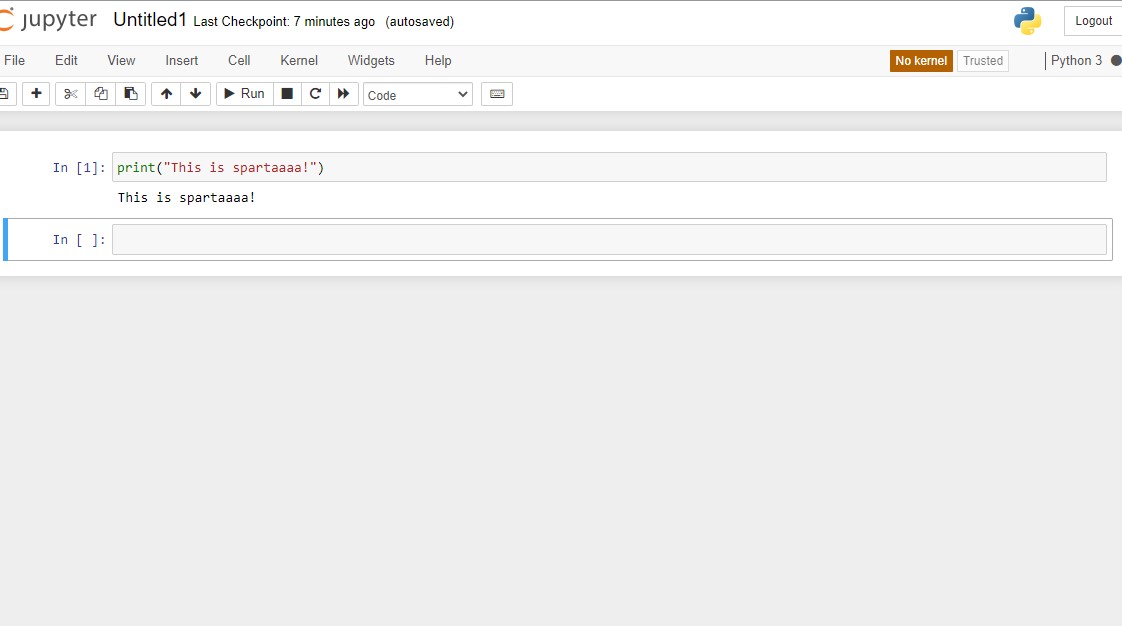 jupyter Untitled1 Last Checkpoint: 7 minutes ago (autosaved) Logout
File Edit View Insert Cell Kernel Widgets Help No kernel Trusted Python 3
Run Code
In [1]: print("This is spartaaaa!")
This is spartaaaa!
In [ ]: